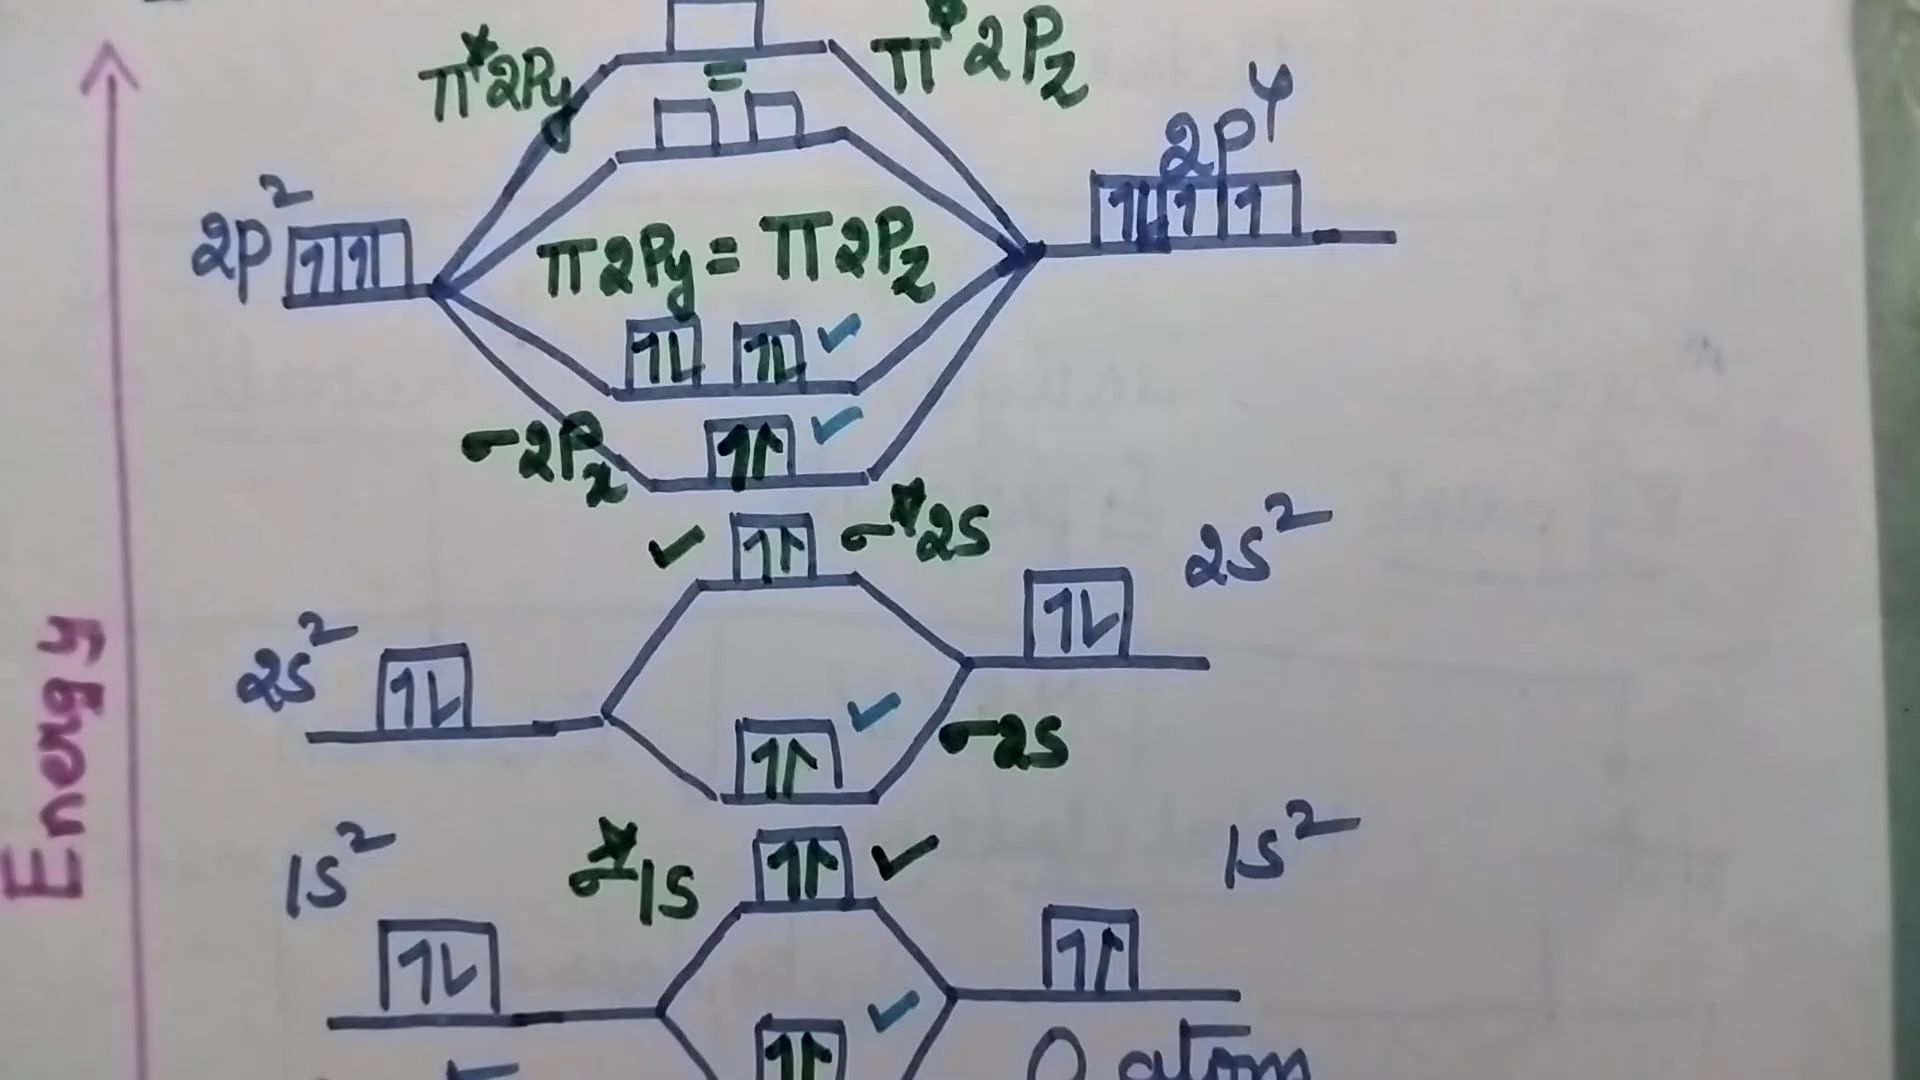 π*2Py = π*2Pz
2p⁴
2p²
π2Py = π2Pz
σ2Px
σ*2s
2s²
2s²
σ2s
1s²
σ*1s
1s²
O atom
Energy